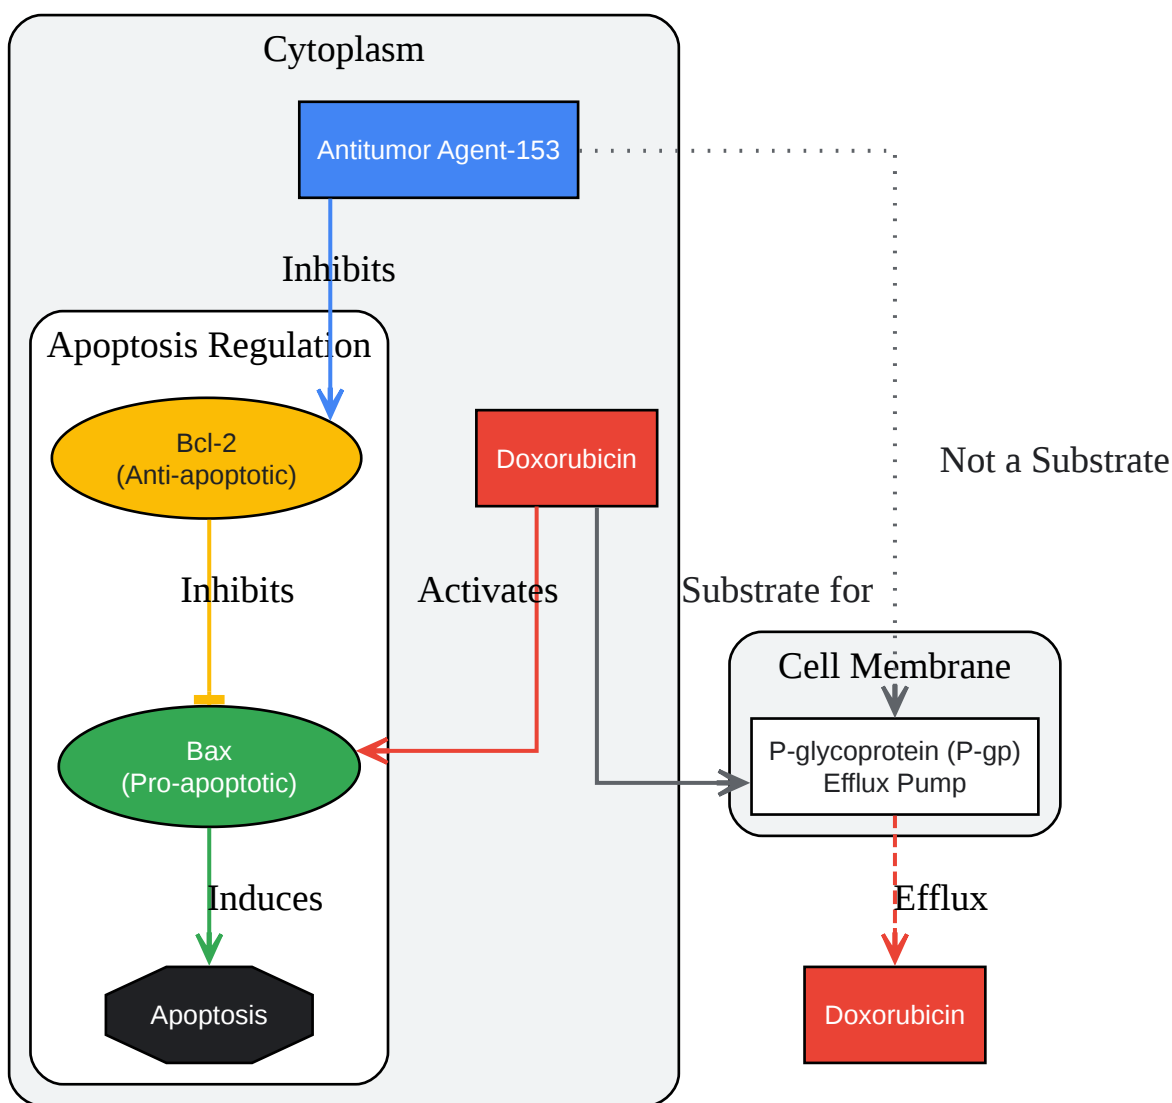 Cytoplasm
Antitumor Agent-153
Inhibits
Apoptosis Regulation
Bcl-2
(Anti-apoptotic)
Doxorubicin
Not a Substrate
Inhibits
Activates
Substrate for
Cell Membrane
Bax
(Pro-apoptotic)
P-glycoprotein (P-gp)
Efflux Pump
Induces
Efflux
Apoptosis
Doxorubicin